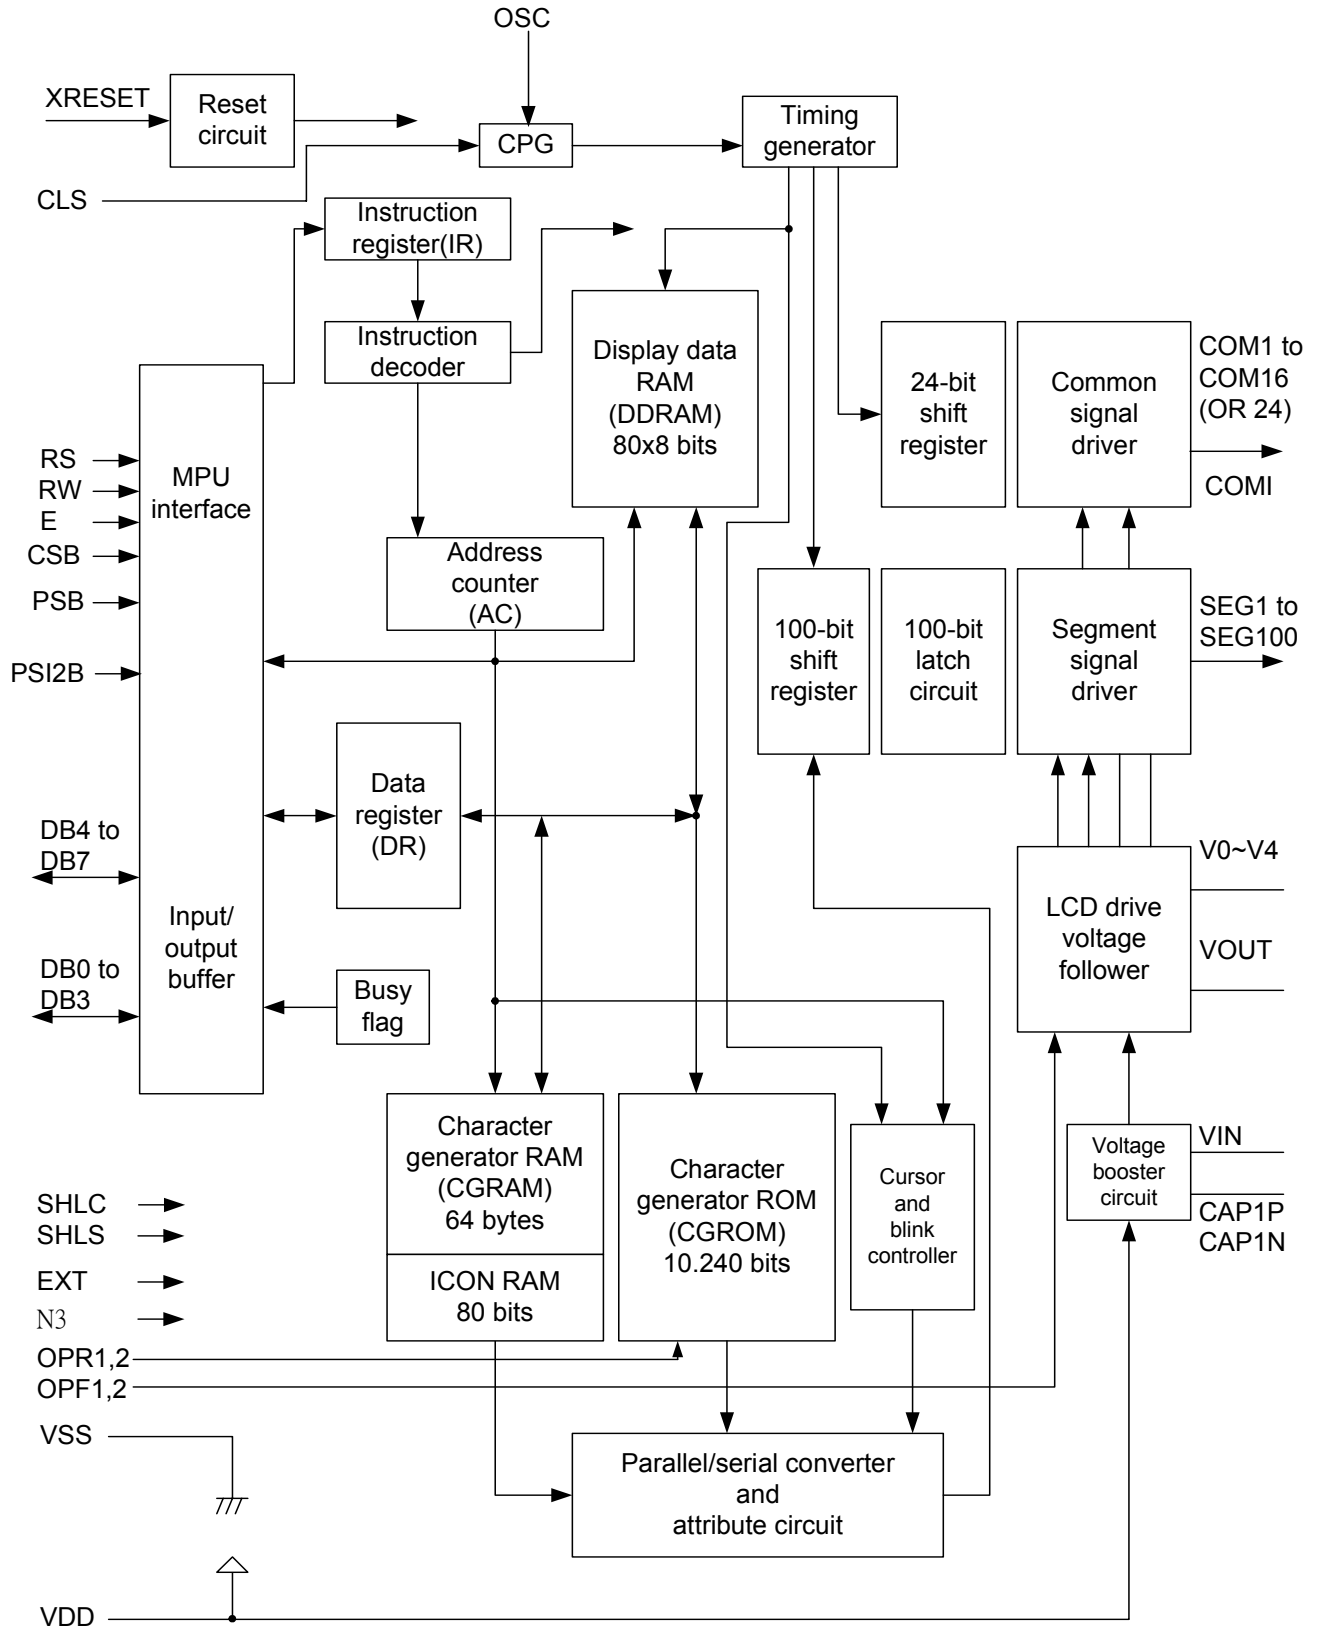 OSC
XRESET
Reset
circuit
CPG
Timing
generator
CLS
Instruction
register(IR)
Instruction
decoder
Display data
RAM
(DDRAM)
80x8 bits
24-bit
shift
register
Common
signal
driver
COM1 to
COM16
(OR 24)
COMI
MPU
interface
RS
RW
E
CSB
PSB
PSI2B
Address
counter
(AC)
100-bit
shift
register
100-bit
latch
circuit
Segment
signal
driver
SEG1 to
SEG100
Data
register
(DR)
DB4 to
DB7
Input/
output
buffer
DB0 to
DB3
Busy
flag
LCD drive
voltage
follower
V0~V4
VOUT
Character
generator RAM
(CGRAM)
64 bytes
ICON RAM
80 bits
Character
generator ROM
(CGROM)
10.240 bits
Cursor
and
blink
controller
Voltage
booster
circuit
VIN
CAP1P
CAP1N
SHLC
SHLS
EXT
N3
OPR1,2
OPF1,2
VSS
Parallel/serial converter
and
attribute circuit
VDD